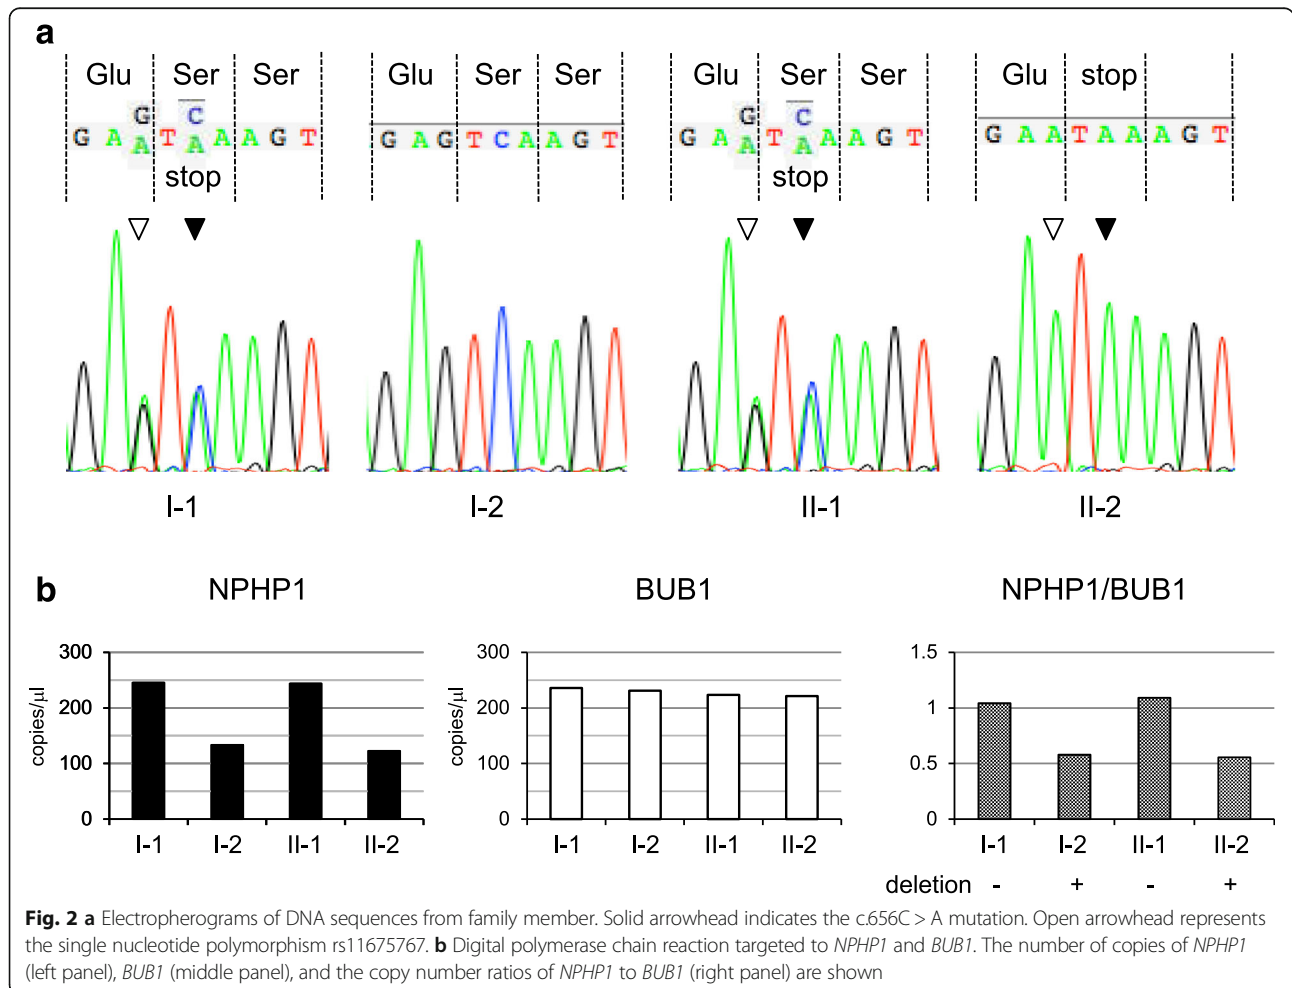 a
Glu Ser Ser Glu Ser Ser Glu Ser Ser Glu stop
G C G C
G A A T A A A G T G A G T C A A G T G A A T A A A G T G A A T A A A G T
stop stop
I-1 I-2 II-1 II-2
b NPHP1 BUB1 NPHP1/BUB1
copies/µl
300
200
100
0
I-1 I-2 II-1 II-2
copies/µl
300
200
100
0
I-1 I-2 II-1 II-2
1.5
1
0.5
0
I-1 I-2 II-1 II-2
deletion - + - +
Fig. 2 a Electropherograms of DNA sequences from family member. Solid arrowhead indicates the c.656C > A mutation. Open arrowhead represents
the single nucleotide polymorphism rs11675767. b Digital polymerase chain reaction targeted to NPHP1 and BUB1. The number of copies of NPHP1
(left panel), BUB1 (middle panel), and the copy number ratios of NPHP1 to BUB1 (right panel) are shown